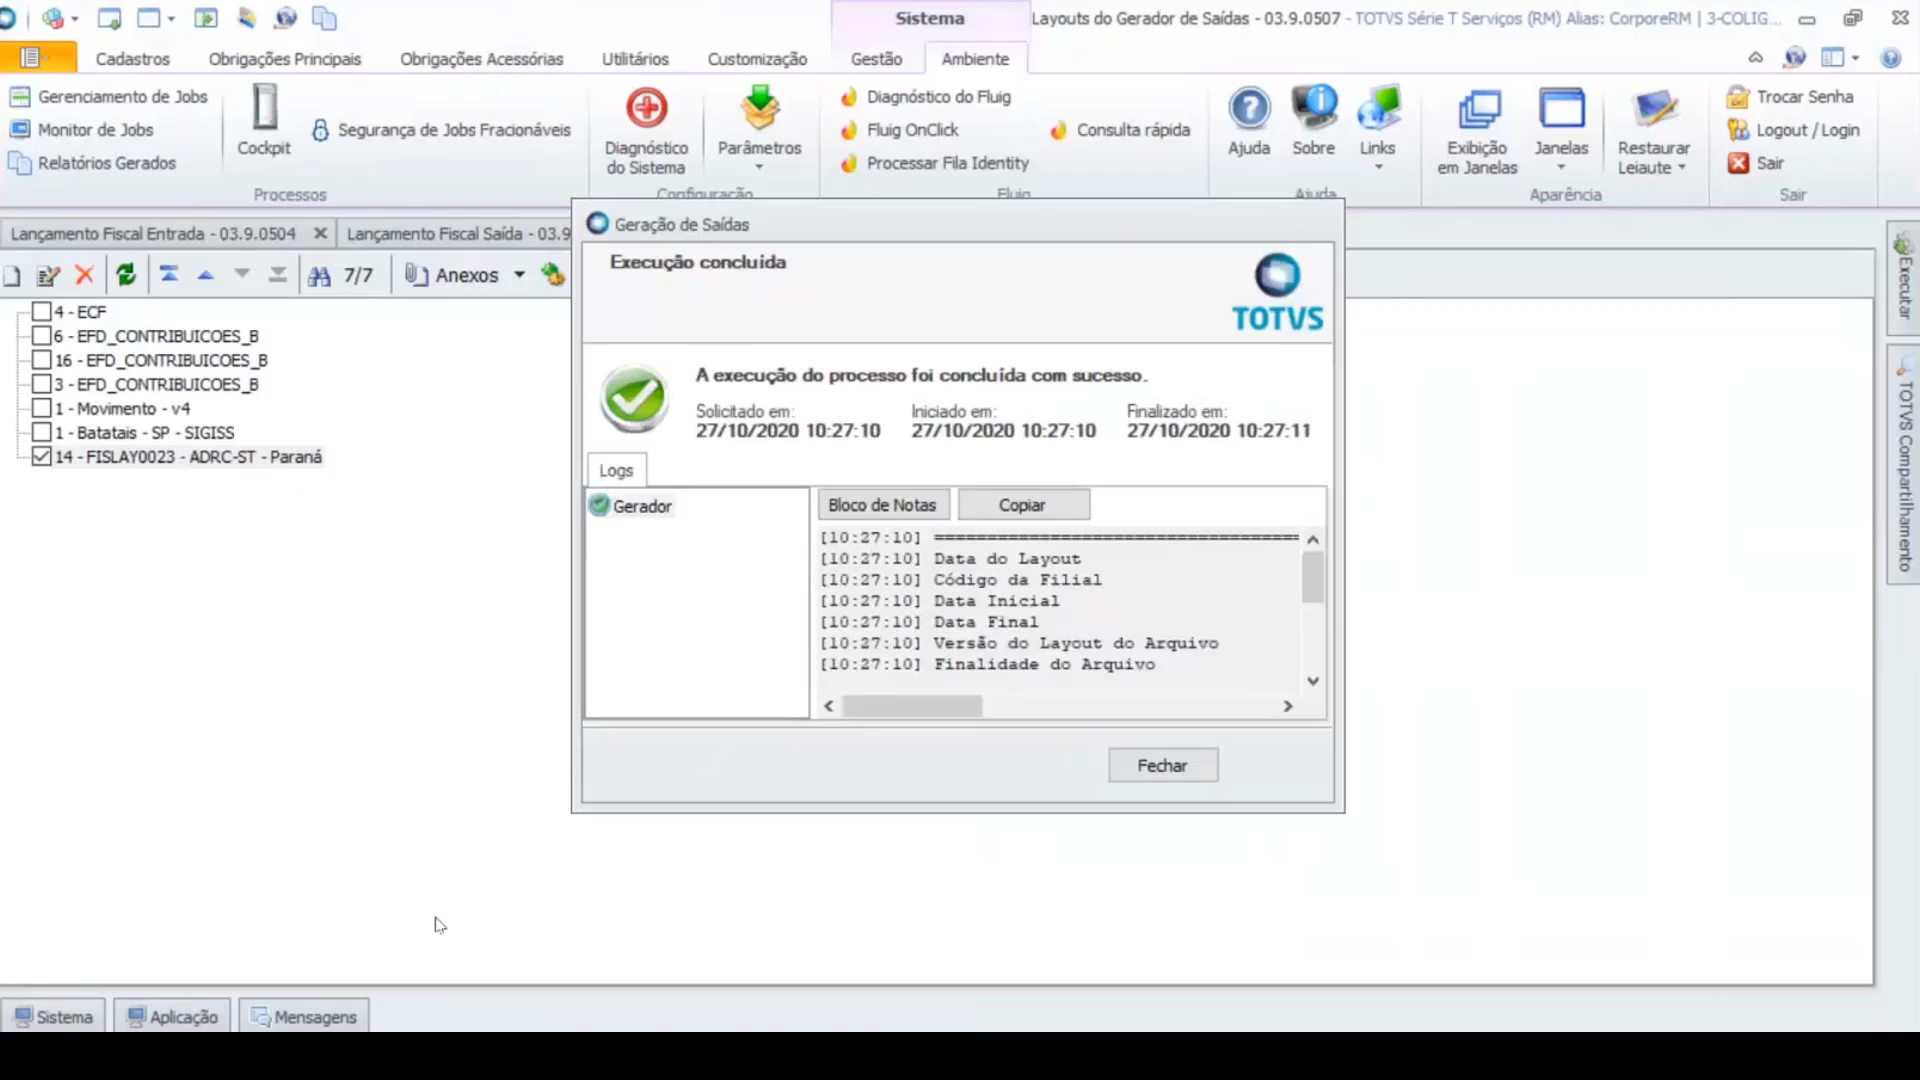 Sistema
Layouts do Gerador de Saídas - 03.9.0507 - TOTVS Série T Serviços (RM) Alias: CorporeRM | 3-COLIG...
Cadastros
Obrigações Principais
Obrigações Acessórias
Utilitários
Customização
Gestão
Ambiente
Gerenciamento de Jobs
Monitor de Jobs
Relatórios Gerados
Cockpit
Segurança de Jobs Fracionáveis
Processos
Diagnóstico
do Sistema
Parâmetros
Configuração
Diagnóstico do Fluig
Fluig OnClick
Processar Fila Identity
Consulta rápida
Fluig
Ajuda
Sobre
Links
Ajuda
Exibição
em Janelas
Janelas
Restaurar
Leiaute
Aparência
Trocar Senha
Logout / Login
Sair
Sair
Lançamento Fiscal Entrada - 03.9.0504
Lançamento Fiscal Saída - 03.9
7/7
Anexos
4 - ECF
6 - EFD_CONTRIBUICOES_B
16 - EFD_CONTRIBUICOES_B
3 - EFD_CONTRIBUICOES_B
1 - Movimento - v4
1 - Batatais - SP - SIGISS
14 - FISLAY0023 - ADRC-ST - Paraná
Geração de Saídas
Execução concluída
TOTVS
A execução do processo foi concluída com sucesso.
Solicitado em:
27/10/2020 10:27:10
Iniciado em:
27/10/2020 10:27:10
Finalizado em:
27/10/2020 10:27:11
Logs
Gerador
Bloco de Notas
Copiar
[10:27:10] ===================================
[10:27:10] Data do Layout
[10:27:10] Código da Filial
[10:27:10] Data Inicial
[10:27:10] Data Final
[10:27:10] Versão do Layout do Arquivo
[10:27:10] Finalidade do Arquivo
Fechar
Executar
TOTVS Compartilhamento
Sistema
Aplicação
Mensagens